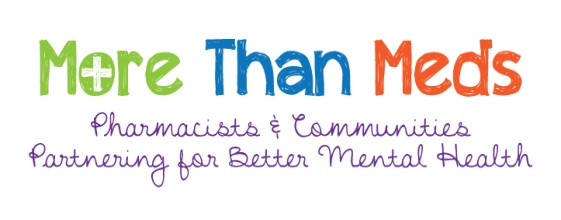 More Than Meds
Pharmacists & Communities
Partnering for Better Mental Health